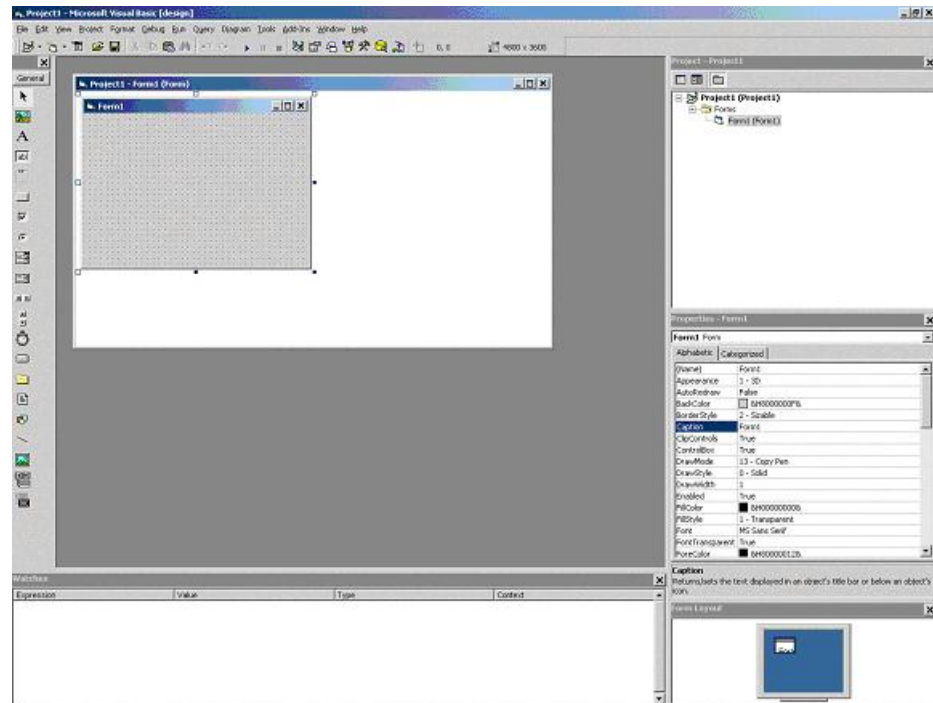 Project1 - Microsoft Visual Basic [design]
File Edit View Project Format Debug Run Query Diagram Tools Add-Ins Window Help
0, 0 4800 x 3600
General
A
Project1 - Form1 (Form)
Form1
Project - Project1
Project1 (Project1)
Forms
Form1 (Form1)
Properties - Form1
Form1 Form
Alphabetic Categorized
(Name) Form1
Appearance 1 - 3D
AutoRedraw False
BackColor &H8000000F&
BorderStyle 2 - Sizable
Caption Form1
ClipControls True
ControlBox True
DrawMode 13 - Copy Pen
DrawStyle 0 - Solid
DrawWidth 1
Enabled True
FillColor &H00000000&
FillStyle 1 - Transparent
Font MS Sans Serif
FontTransparent True
ForeColor &H80000012&
Caption
Returns/sets the text displayed in an object's title bar or below an object's
icon.
Watches
Expression Value Type Context
Form Layout